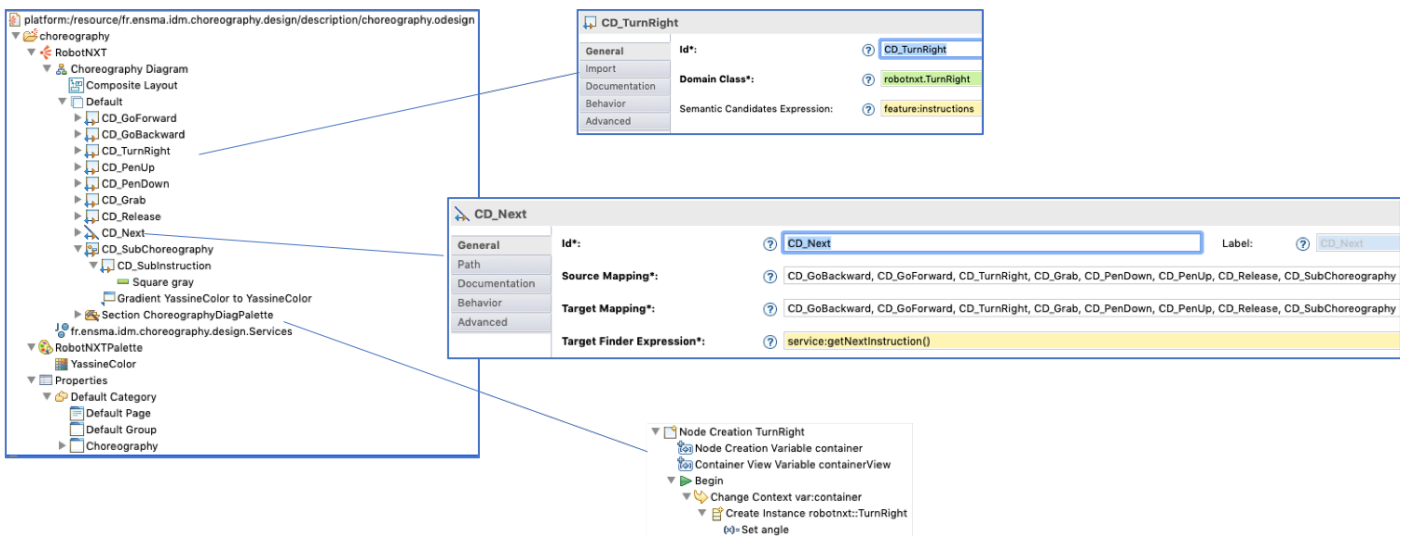 platform:/resource/fr.ensma.idm.choreography.design/description/choreography.odesign
choreography
RobotNXT
Choreography Diagram
Composite Layout
Default
CD_GoForward
CD_GoBackward
CD_TurnRight
CD_PenUp
CD_PenDown
CD_Grab
CD_Release
CD_Next
CD_SubChoreography
CD_SubInstruction
Square gray
Gradient YassineColor to YassineColor
Section ChoreographyDiagPalette
fr.ensma.idm.choreography.design.Services
RobotNXTPalette
YassineColor
Properties
Default Category
Default Page
Default Group
Choreography
CD_TurnRight
General
Import
Documentation
Behavior
Advanced
Id*: ? CD_TurnRight
Domain Class*: ? robotnxt.TurnRight
Semantic Candidates Expression: ? feature:instructions
CD_Next
General
Path
Documentation
Behavior
Advanced
Id*: ? CD_Next Label: ? CD_Next
Source Mapping*: ? CD_GoBackward, CD_GoForward, CD_TurnRight, CD_Grab, CD_PenDown, CD_PenUp, CD_Release, CD_SubChoreography
Target Mapping*: ? CD_GoBackward, CD_GoForward, CD_TurnRight, CD_Grab, CD_PenDown, CD_PenUp, CD_Release, CD_SubChoreography
Target Finder Expression*: ? service:getNextInstruction()
Node Creation TurnRight
Node Creation Variable container
Container View Variable containerView
Begin
Change Context var:container
Create Instance robotnxt::TurnRight
(x)= Set angle